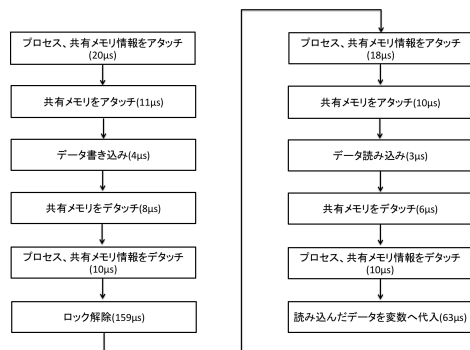 プロセス、共有メモリ情報をアタッチ
(20μs)
共有メモリをアタッチ(11μs)
データ書き込み(4μs)
共有メモリをデタッチ(8μs)
プロセス、共有メモリ情報をデタッチ
(10μs)
ロック解除(159μs)
プロセス、共有メモリ情報をアタッチ
(18μs)
共有メモリをアタッチ(10μs)
データ読み込み(3μs)
共有メモリをデタッチ(6μs)
プロセス、共有メモリ情報をデタッチ
(10μs)
読み込んだデータを変数へ代入(63μs)